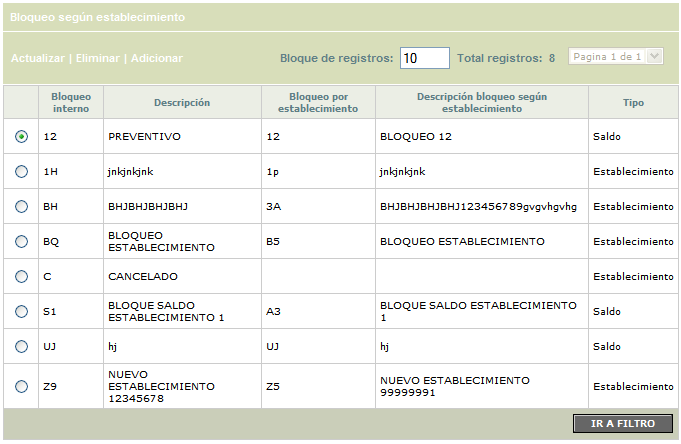 Bloqueo según establecimiento
Actualizar | Eliminar | Adicionar Bloque de registros: 10 Total registros: 8 Pagina 1 de 1
Bloqueo interno Descripción Bloqueo por establecimiento Descripción bloqueo según establecimiento Tipo
12 PREVENTIVO 12 BLOQUEO 12 Saldo
1H jnkjnkjnk 1p jnkjnkjnk Establecimiento
BH BHJBHJBHJBHJ 3A BHJBHJBHJBHJ123456789gvgvhgvhg Establecimiento
BQ BLOQUEO ESTABLECIMIENTO B5 BLOQUEO ESTABLECIMIENTO Establecimiento
C CANCELADO Establecimiento
S1 BLOQUE SALDO ESTABLECIMIENTO 1 A3 BLOQUE SALDO ESTABLECIMIENTO 1 Saldo
UJ hj UJ hj Saldo
Z9 NUEVO ESTABLECIMIENTO 12345678 Z5 NUEVO ESTABLECIMIENTO 99999991 Establecimiento
IR A FILTRO